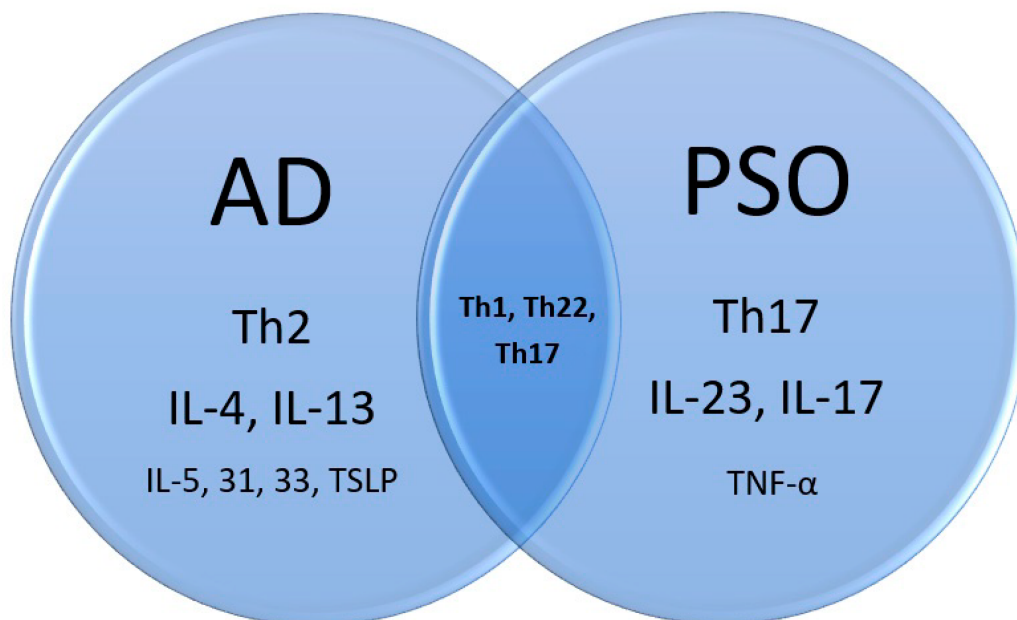 AD
Th2
IL-4, IL-13
IL-5, 31, 33, TSLP
Th1, Th22,
Th17
PSO
Th17
IL-23, IL-17
TNF-α